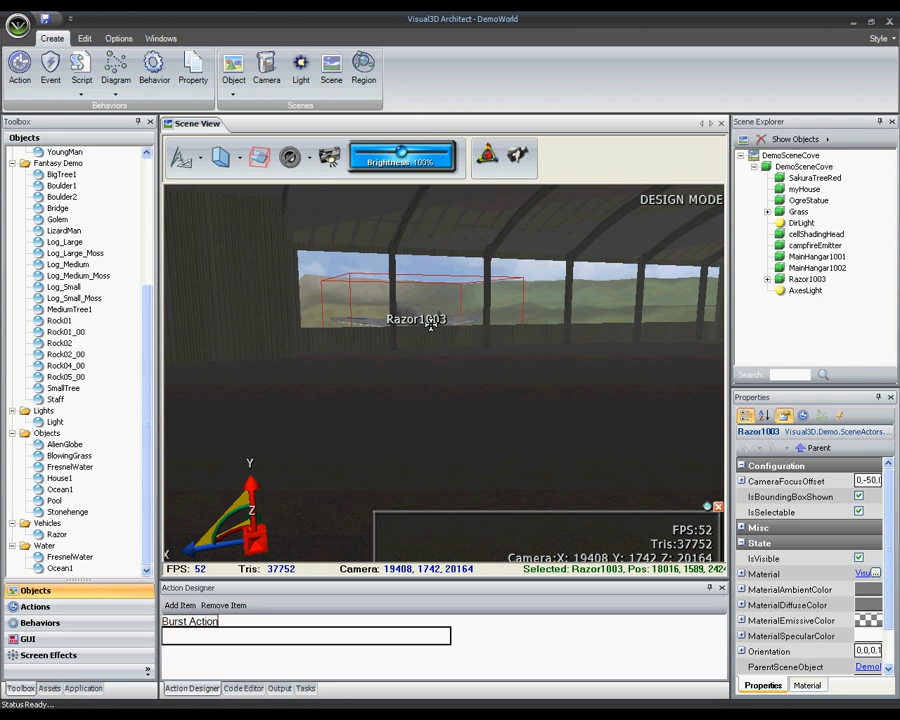 Visual3D Architect - DemoWorld
Create Edit Options Windows Style
Action Event Script Diagram Behavior Property Object Camera Light Scene Region
Behaviors Scenes
Toolbox
Objects
YoungMan
Fantasy Demo
BigTree1
Boulder1
Boulder2
Bridge
Golem
LizardMan
Log_Large
Log_Large_Moss
Log_Medium
Log_Medium_Moss
Log_Small
Log_Small_Moss
MediumTree1
Rock01
Rock01_00
Rock02
Rock02_00
Rock04_00
Rock05_00
SmallTree
Staff
Lights
Light
Objects
AlienGlobe
BlowingGrass
FresnelWater
House1
Ocean1
Pool
Stonehenge
Vehicles
Razor
Water
FresnelWater
Ocean1
Objects
Actions
Behaviors
GUI
Screen Effects
Toolbox Assets Application
Status Ready...
Scene View
Brightness 100%
DESIGN MODE
Razor1003
Y
Z
X
FPS:52
Tris:37752
Camera:X: 19408 Y: 1742 Z: 20164
FPS: 52 Tris: 37752 Camera: 19408, 1742, 20164 Selected: Razor1003, Pos: 18016, 1589, 2424
Action Designer
Add Item Remove Item
Burst Action
Action Designer Code Editor Output Tasks
Scene Explorer
Show Objects
DemoSceneCove
DemoSceneCove
SakuraTreeRed
myHouse
OgreStatue
Grass
DirLight
cellShadingHead
campfireEmitter
MainHangar1001
MainHangar1002
Razor1003
AxesLight
Search:
Properties
Razor1003 Visual3D.Demo.SceneActors....
Parent
Configuration
CameraFocusOffset 0,-50,0
IsBoundingBoxShown
IsSelectable
Misc
State
IsVisible
Material Visu ...
MaterialAmbientColor
MaterialDiffuseColor
MaterialEmissiveColor
MaterialSpecularColor
Orientation 0,0,0,1
ParentSceneObject Demol
Properties Material